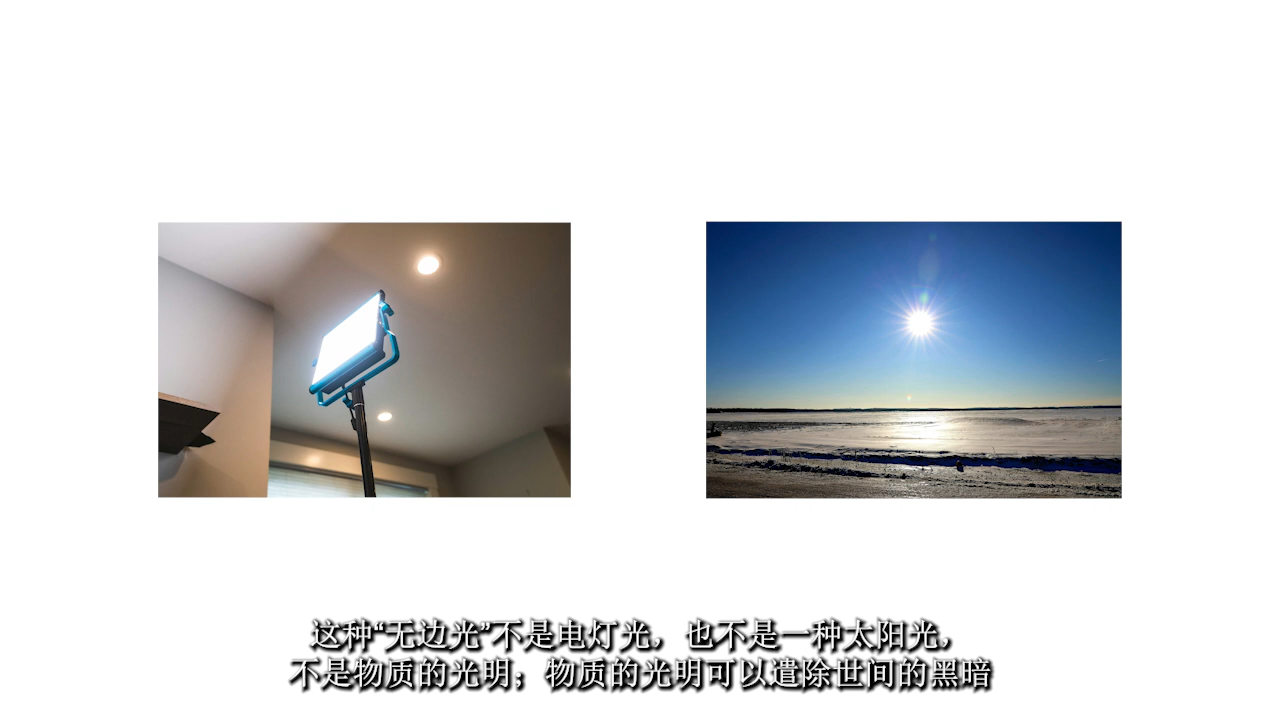 这种“无边光”不是电灯光，也不是一种太阳光，
不是物质的光明；物质的光明可以遣除世间的黑暗